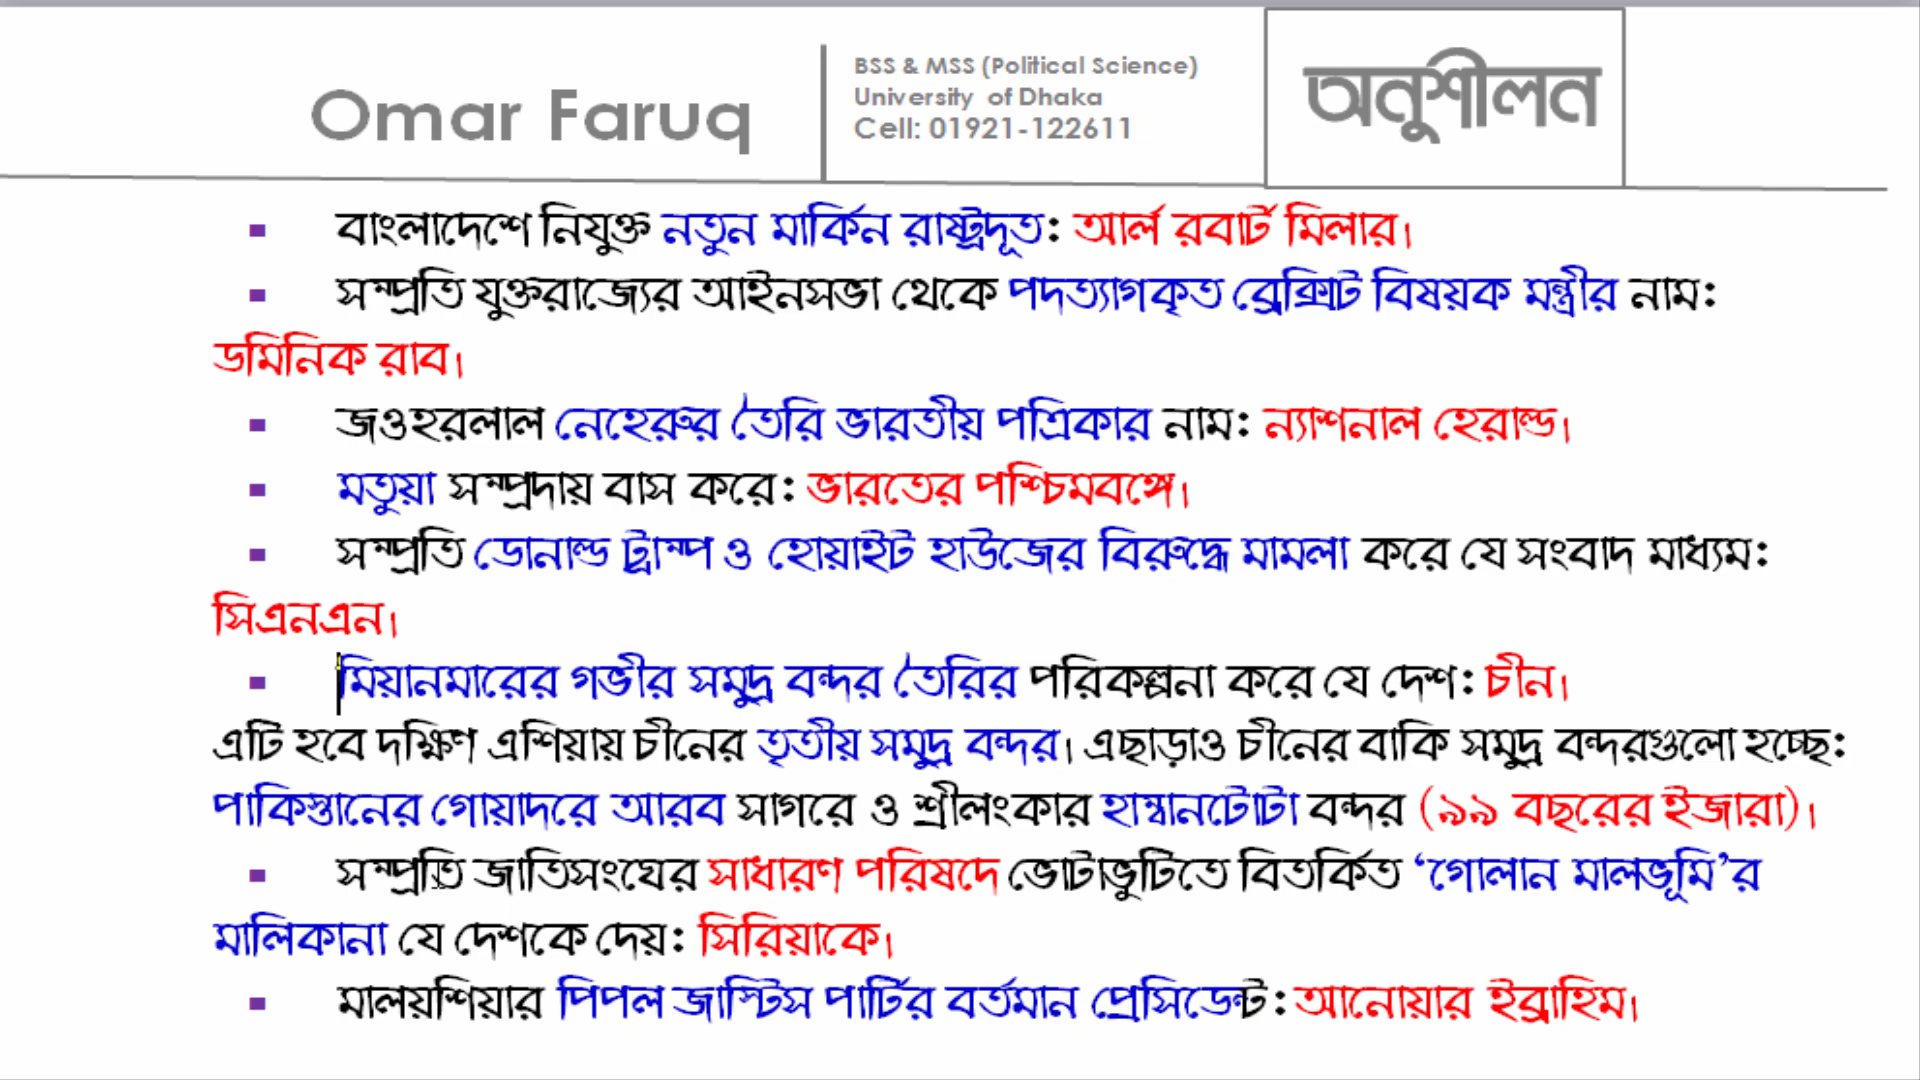 Omar Faruq
BSS & MSS (Political Science)
University of Dhaka
Cell: 01921-122611
অনুশীলন
▪ বাংলাদেশে নিযুক্ত নতুন মার্কিন রাষ্ট্রদূত: আর্ল রবার্ট মিলার।
▪ সম্প্রতি যুক্তরাজ্যের আইনসভা থেকে পদত্যাগকৃত ব্রেক্সিট বিষয়ক মন্ত্রীর নাম:
ডমিনিক রাব।
▪ জওহরলাল নেহেরুর তৈরি ভারতীয় পত্রিকার নাম: ন্যাশনাল হেরাল্ড।
▪ মতুয়া সম্প্রদায় বাস করে: ভারতের পশ্চিমবঙ্গে।
▪ সম্প্রতি ডোনাল্ড ট্রাম্প ও হোয়াইট হাউজের বিরুদ্ধে মামলা করে যে সংবাদ মাধ্যম:
সিএনএন।
▪ মিয়ানমারের গভীর সমুদ্র বন্দর তৈরির পরিকল্পনা করে যে দেশ: চীন।
এটি হবে দক্ষিণ এশিয়ায় চীনের তৃতীয় সমুদ্র বন্দর। এছাড়াও চীনের বাকি সমুদ্র বন্দরগুলো হচ্ছে:
পাকিস্তানের গোয়াদরে আরব সাগরে ও শ্রীলংকার হাম্বানটোটা বন্দর (৯৯ বছরের ইজারা)।
▪ সম্প্রতি জাতিসংঘের সাধারণ পরিষদে ভোটাভুটিতে বিতর্কিত ‘গোলান মালভূমি’র
মালিকানা যে দেশকে দেয়: সিরিয়াকে।
▪ মালয়শিয়ার পিপল জাস্টিস পার্টির বর্তমান প্রেসিডেন্ট: আনোয়ার ইব্রাহিম।